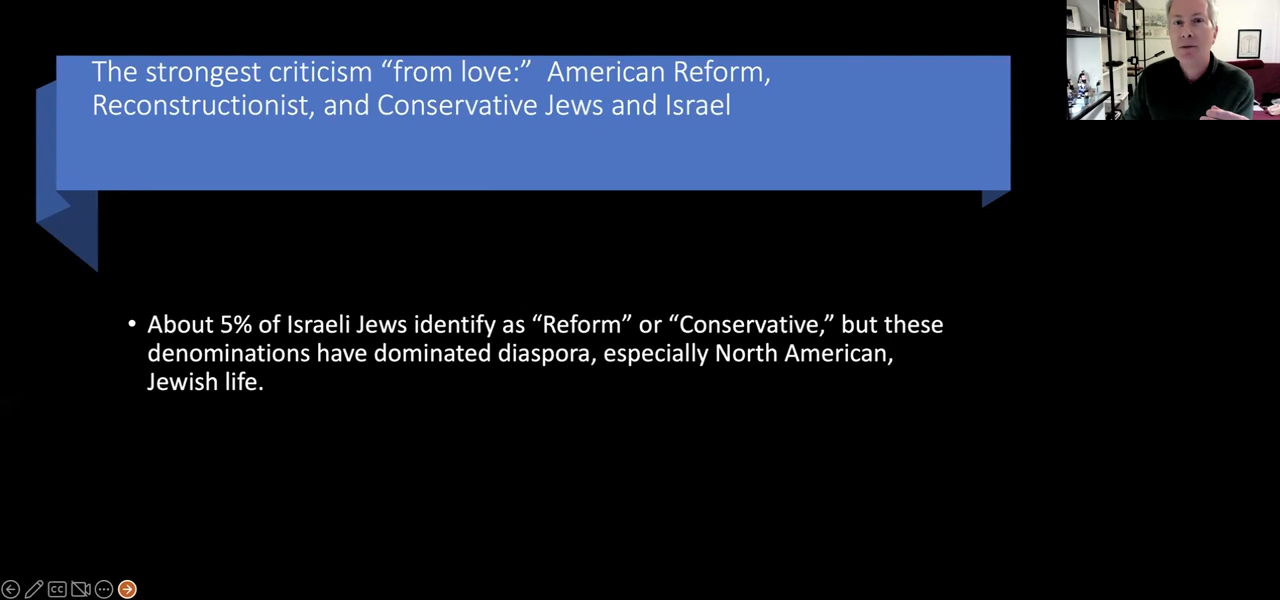 The strongest criticism “from love:”  American Reform,
Reconstructionist, and Conservative Jews and Israel
• About 5% of Israeli Jews identify as “Reform” or “Conservative,” but these
denominations have dominated diaspora, especially North American,
Jewish life.
CC